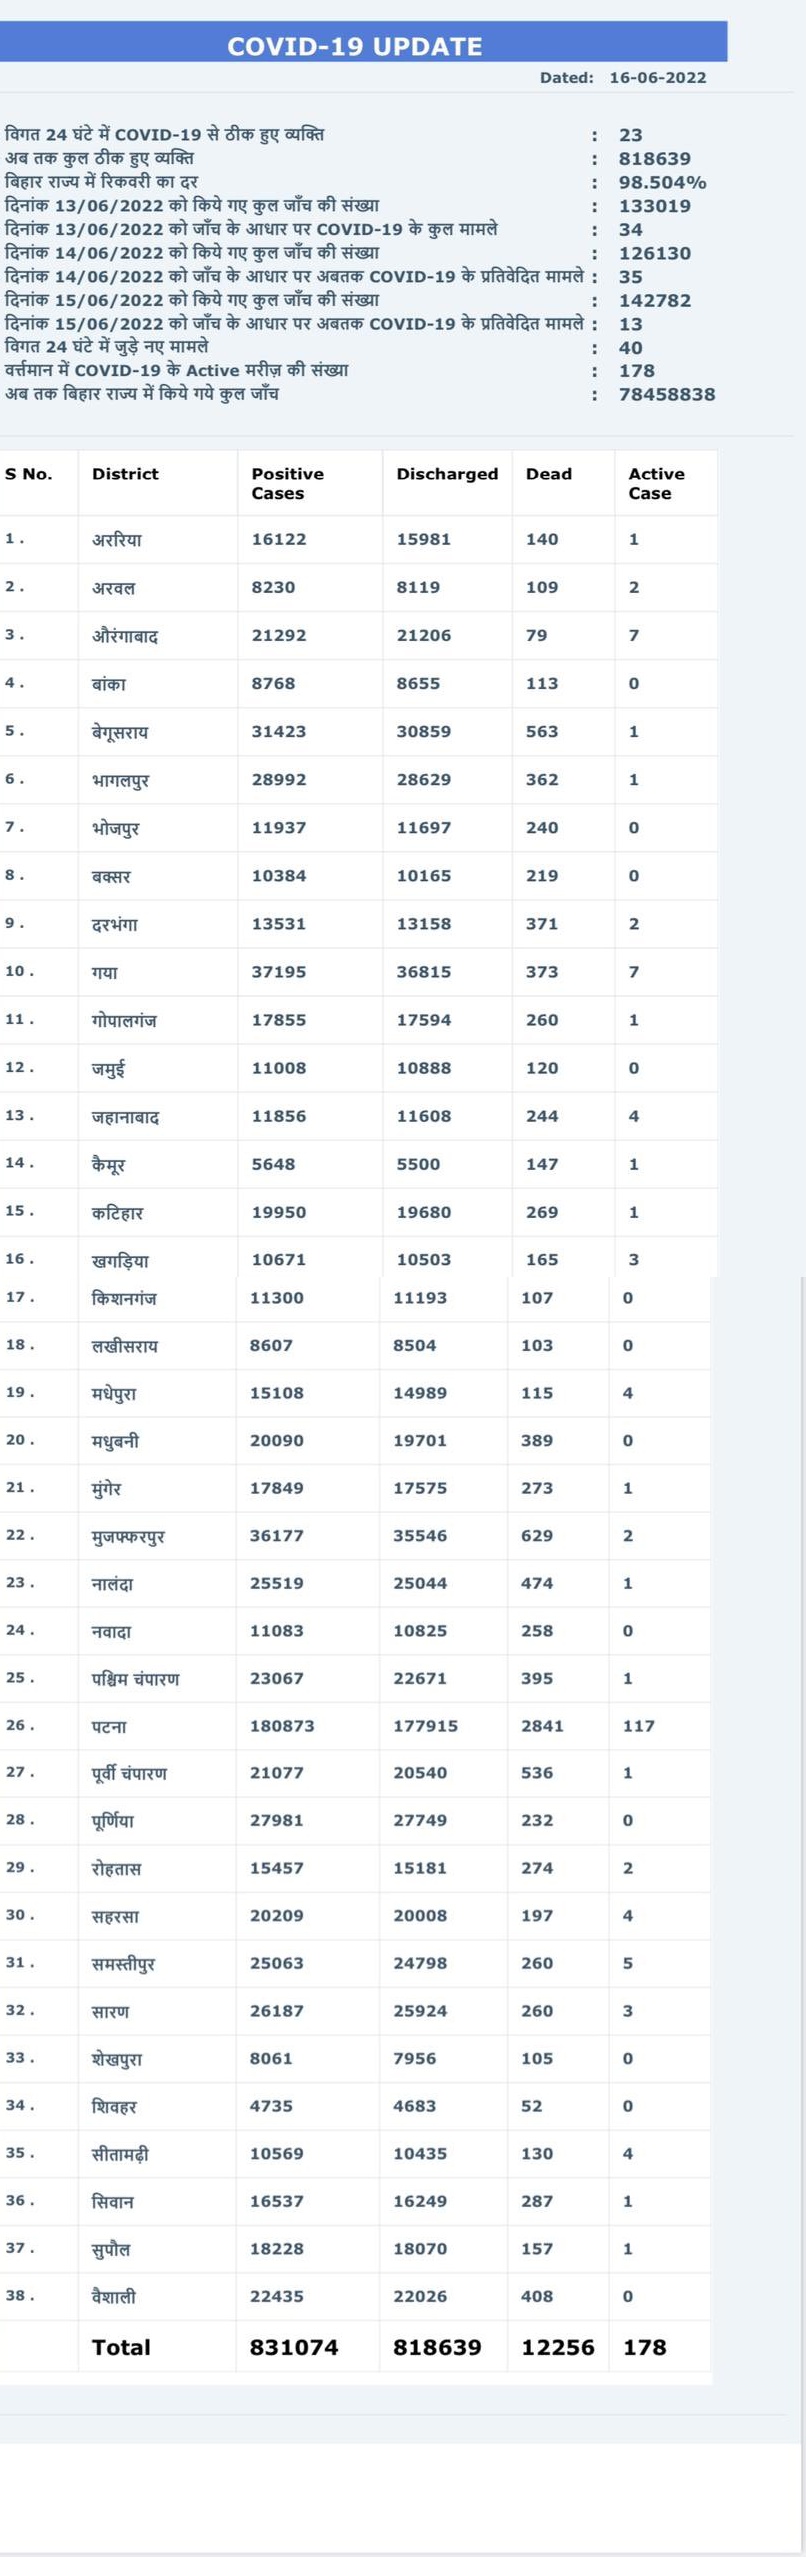 COVID-19 UPDATE
Dated: 16-06-2022
विगत 24 घंटे में COVID-19 से ठीक हुए व्यक्ति : 23
अब तक कुल ठीक हुए व्यक्ति : 818639
बिहार राज्य में रिकवरी का दर : 98.504%
दिनांक 13/06/2022 को किये गए कुल जाँच की संख्या : 133019
दिनांक 13/06/2022 को जाँच के आधार पर COVID-19 के कुल मामले : 34
दिनांक 14/06/2022 को किये गए कुल जाँच की संख्या : 126130
दिनांक 14/06/2022 को जाँच के आधार पर अबतक COVID-19 के प्रतिवेदित मामले : 35
दिनांक 15/06/2022 को किये गए कुल जाँच की संख्या : 142782
दिनांक 15/06/2022 को जाँच के आधार पर अबतक COVID-19 के प्रतिवेदित मामले : 13
विगत 24 घंटे में जुड़े नए मामले : 40
वर्त्तमान में COVID-19 के Active मरीज़ की संख्या : 178
अब तक बिहार राज्य में किये गये कुल जाँच : 78458838
S No. District Positive Cases Discharged Dead Active Case
1 . अररिया 16122 15981 140 1
2 . अरवल 8230 8119 109 2
3 . औरंगाबाद 21292 21206 79 7
4 . बांका 8768 8655 113 0
5 . बेगूसराय 31423 30859 563 1
6 . भागलपुर 28992 28629 362 1
7 . भोजपुर 11937 11697 240 0
8 . बक्सर 10384 10165 219 0
9 . दरभंगा 13531 13158 371 2
10 . गया 37195 36815 373 7
11 . गोपालगंज 17855 17594 260 1
12 . जमुई 11008 10888 120 0
13 . जहानाबाद 11856 11608 244 4
14 . कैमूर 5648 5500 147 1
15 . कटिहार 19950 19680 269 1
16 . खगड़िया 10671 10503 165 3
17 . किशनगंज 11300 11193 107 0
18 . लखीसराय 8607 8504 103 0
19 . मधेपुरा 15108 14989 115 4
20 . मधुबनी 20090 19701 389 0
21 . मुंगेर 17849 17575 273 1
22 . मुजफ्फरपुर 36177 35546 629 2
23 . नालंदा 25519 25044 474 1
24 . नवादा 11083 10825 258 0
25 . पश्चिम चंपारण 23067 22671 395 1
26 . पटना 180873 177915 2841 117
27 . पूर्वी चंपारण 21077 20540 536 1
28 . पूर्णिया 27981 27749 232 0
29 . रोहतास 15457 15181 274 2
30 . सहरसा 20209 20008 197 4
31 . समस्तीपुर 25063 24798 260 5
32 . सारण 26187 25924 260 3
33 . शेखपुरा 8061 7956 105 0
34 . शिवहर 4735 4683 52 0
35 . सीतामढ़ी 10569 10435 130 4
36 . सिवान 16537 16249 287 1
37 . सुपौल 18228 18070 157 1
38 . वैशाली 22435 22026 408 0
Total 831074 818639 12256 178